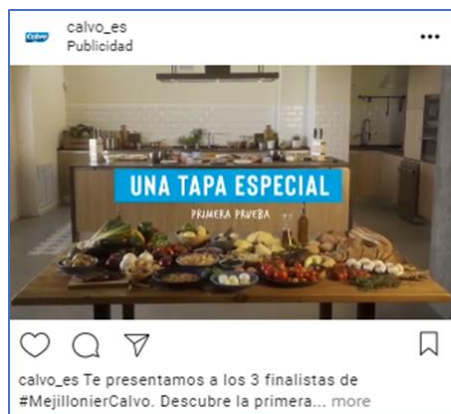 calvo_es
Calvo
Publicidad
UNA TAPA ESPECIAL
PRIMERA PRUEBA
calvo_es Te presentamos a los 3 finalistas de
#MejillonierCalvo. Descubre la primera... more